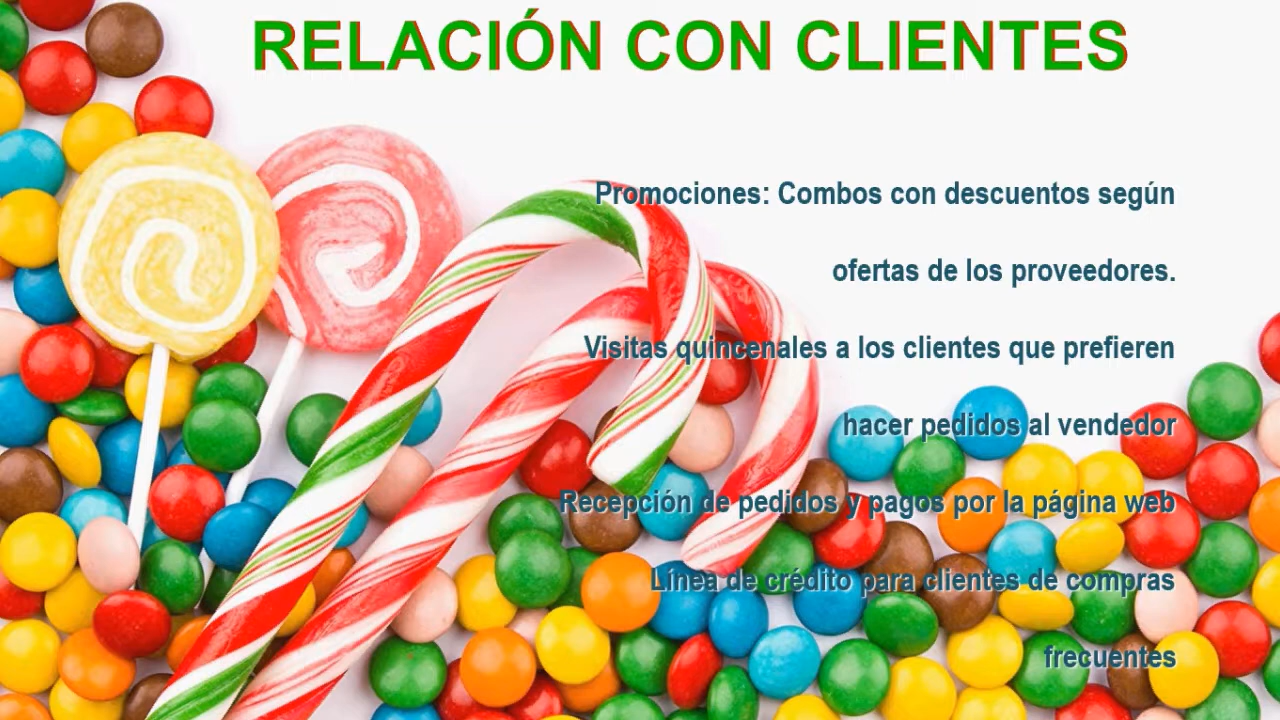 RELACIÓN CON CLIENTES
Promociones: Combos con descuentos según
ofertas de los proveedores.
Visitas quincenales a los clientes que prefieren
hacer pedidos al vendedor
Recepción de pedidos y pagos por la página web
Línea de crédito para clientes de compras
frecuentes